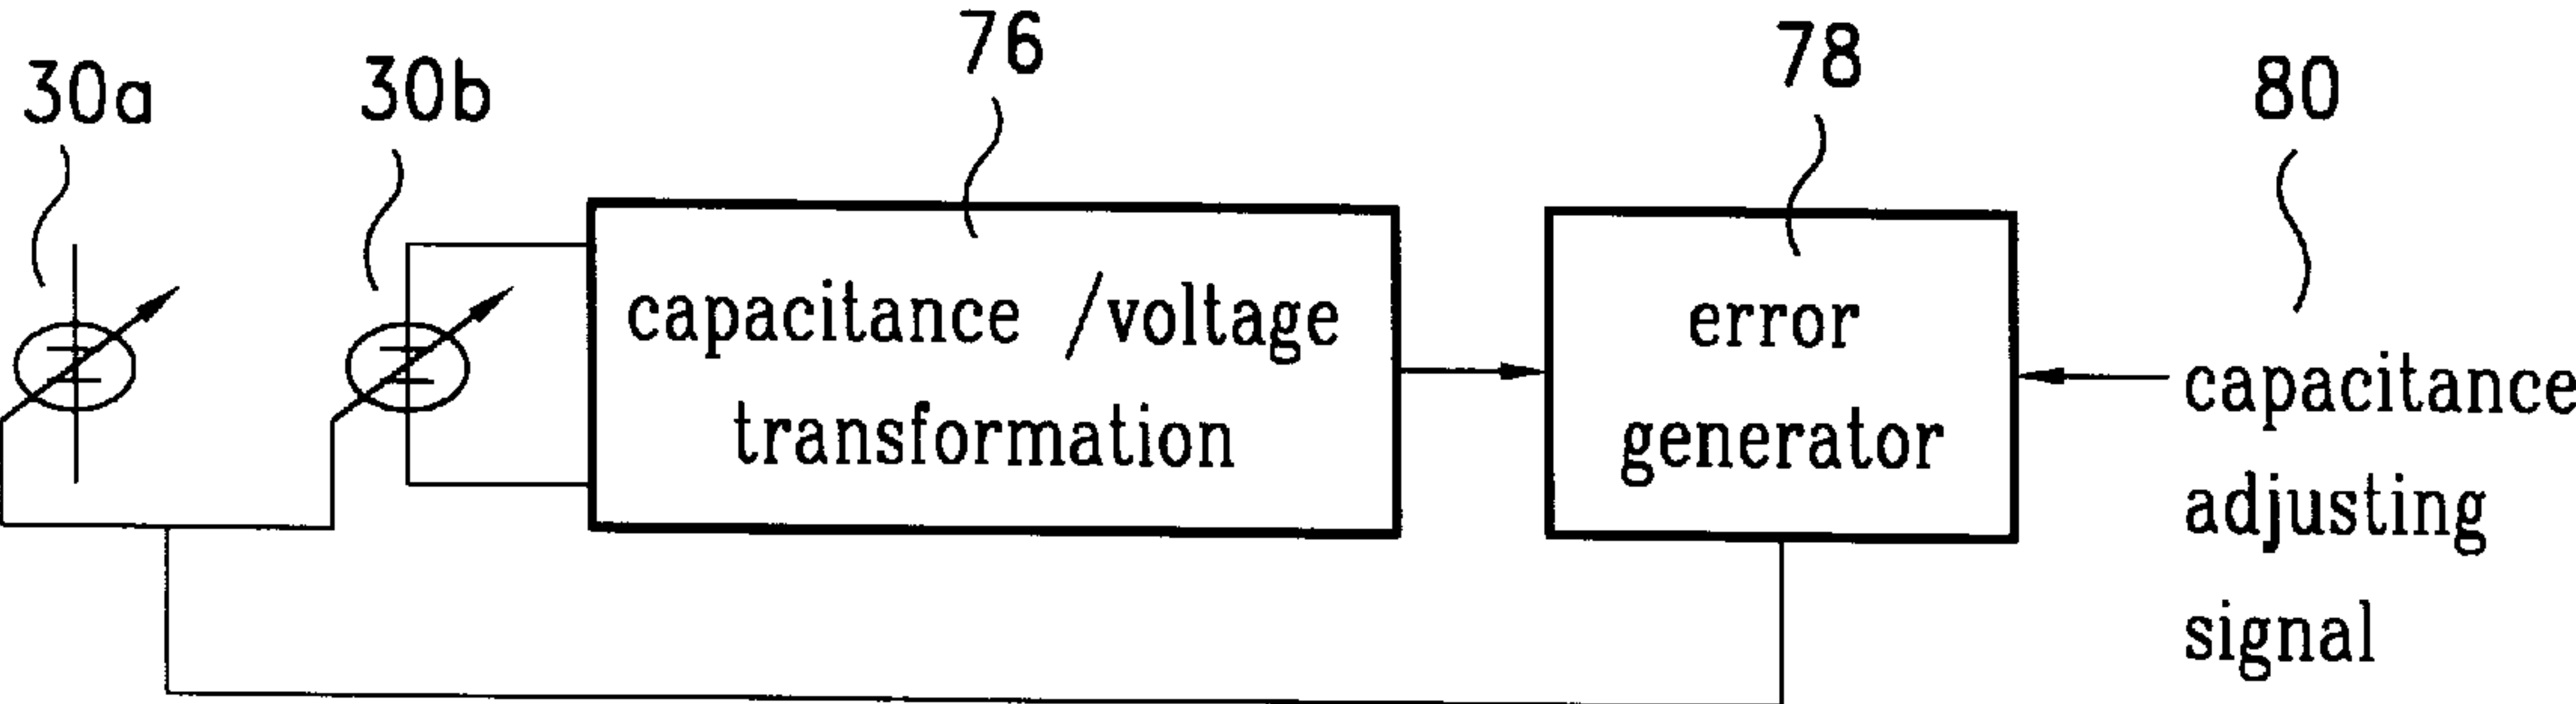 30a
30b
76
78
80
capacitance /voltage
transformation
error
generator
capacitance
adjusting
signal